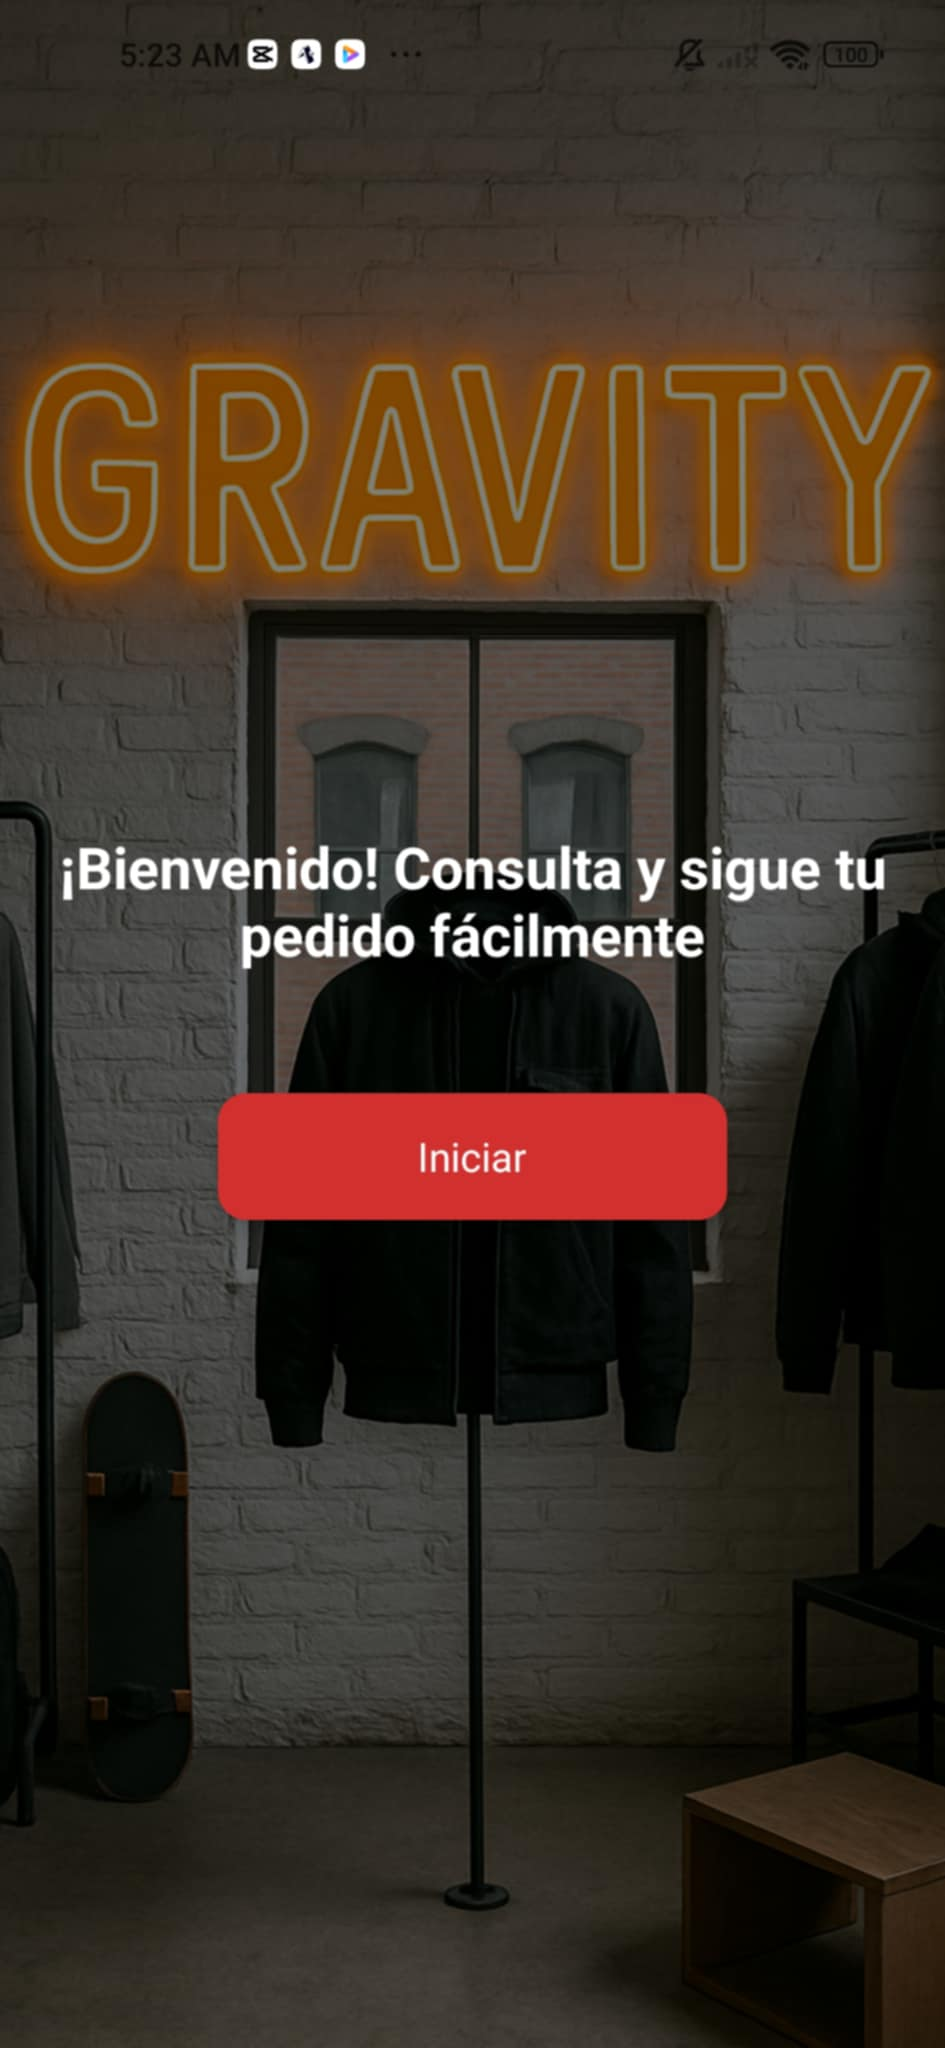 5:23 AM
100
GRAVITY
¡Bienvenido! Consulta y sigue tu
pedido fácilmente
Iniciar